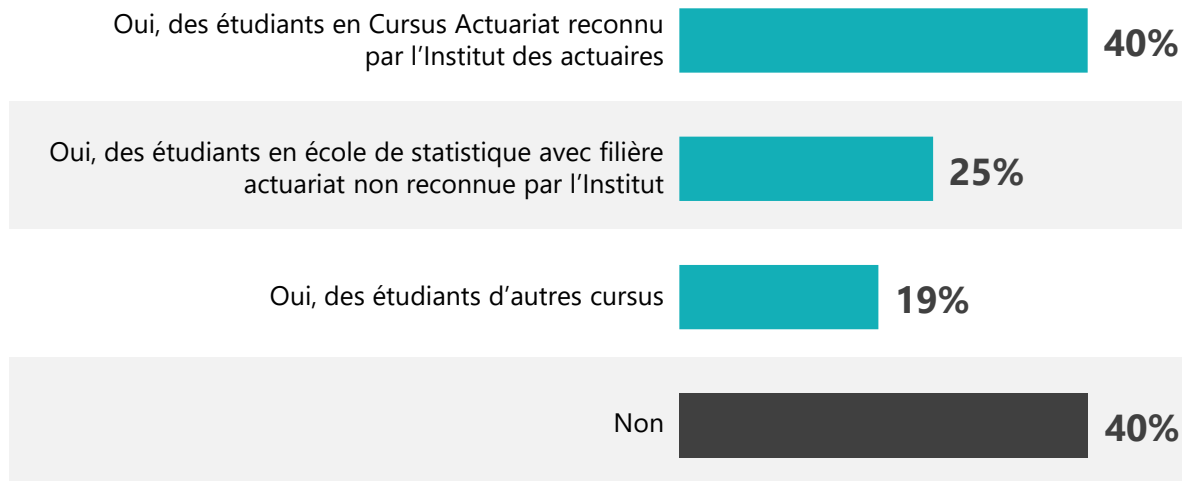 Oui, des étudiants en Cursus Actuariat reconnu
par l’Institut des actuaires
40%
Oui, des étudiants en école de statistique avec filière
actuariat non reconnue par l’Institut
25%
Oui, des étudiants d’autres cursus
19%
Non
40%